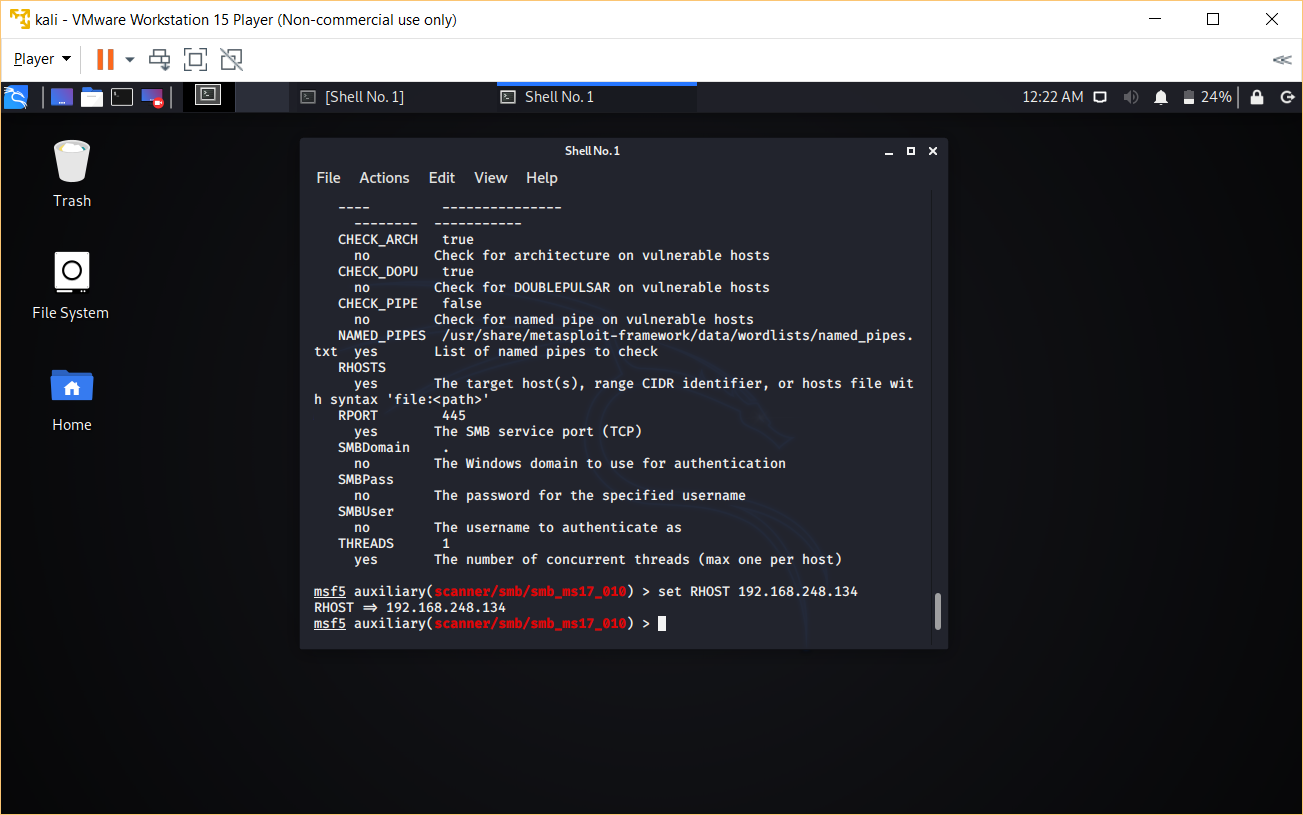 kali - VMware Workstation 15 Player (Non-commercial use only)
Player
[Shell No. 1]
Shell No. 1
12:22 AM
24%
Trash
File System
Home
Shell No. 1
File Actions Edit View Help
---- ---------------
-------- -----------
CHECK_ARCH true
no Check for architecture on vulnerable hosts
CHECK_DOPU true
no Check for DOUBLEPULSAR on vulnerable hosts
CHECK_PIPE false
no Check for named pipe on vulnerable hosts
NAMED_PIPES /usr/share/metasploit-framework/data/wordlists/named_pipes.
txt yes List of named pipes to check
RHOSTS
yes The target host(s), range CIDR identifier, or hosts file wit
h syntax 'file:<path>'
RPORT 445
yes The SMB service port (TCP)
SMBDomain .
no The Windows domain to use for authentication
SMBPass
no The password for the specified username
SMBUser
no The username to authenticate as
THREADS 1
yes The number of concurrent threads (max one per host)
msf5 auxiliary(scanner/smb/smb_ms17_010) > set RHOST 192.168.248.134
RHOST => 192.168.248.134
msf5 auxiliary(scanner/smb/smb_ms17_010) >